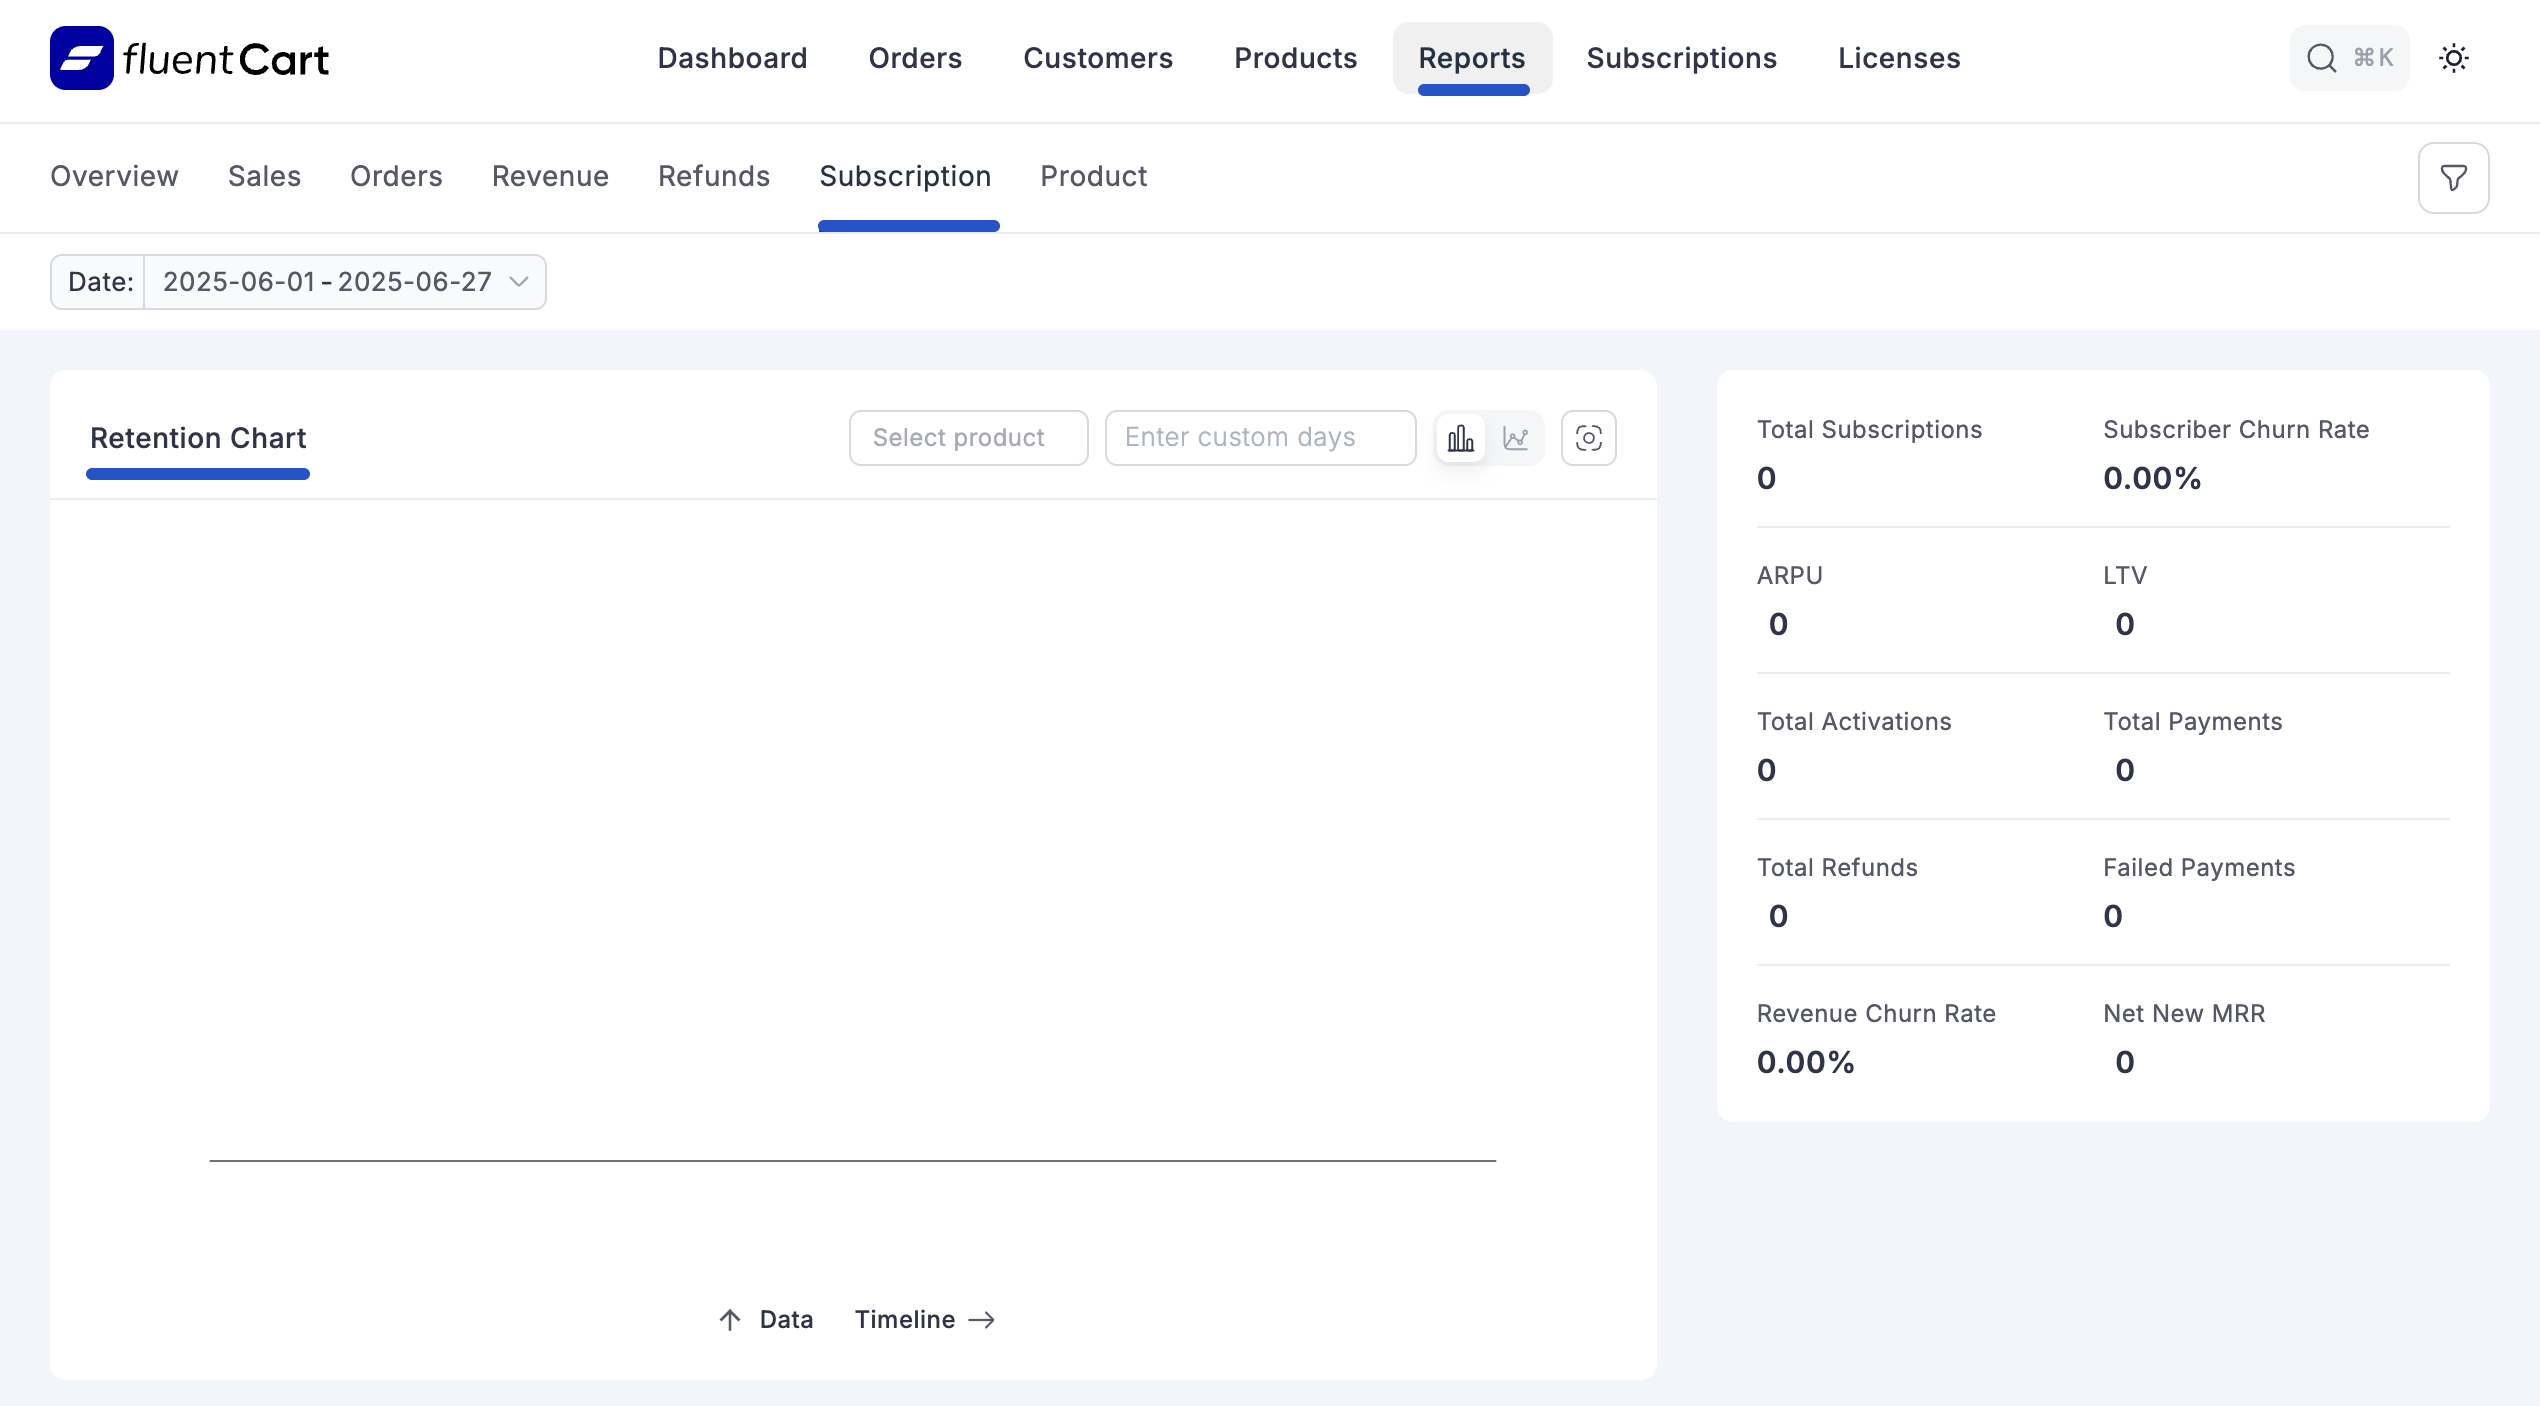 fluentCart
Dashboard Orders Customers Products Reports Subscriptions Licenses
⌘K
Overview Sales Orders Revenue Refunds Subscription Product
Date: 2025-06-01 - 2025-06-27
Retention Chart
Select product
Enter custom days
Data Timeline
Total Subscriptions Subscriber Churn Rate
0 0.00%
ARPU LTV
0 0
Total Activations Total Payments
0 0
Total Refunds Failed Payments
0 0
Revenue Churn Rate Net New MRR
0.00% 0